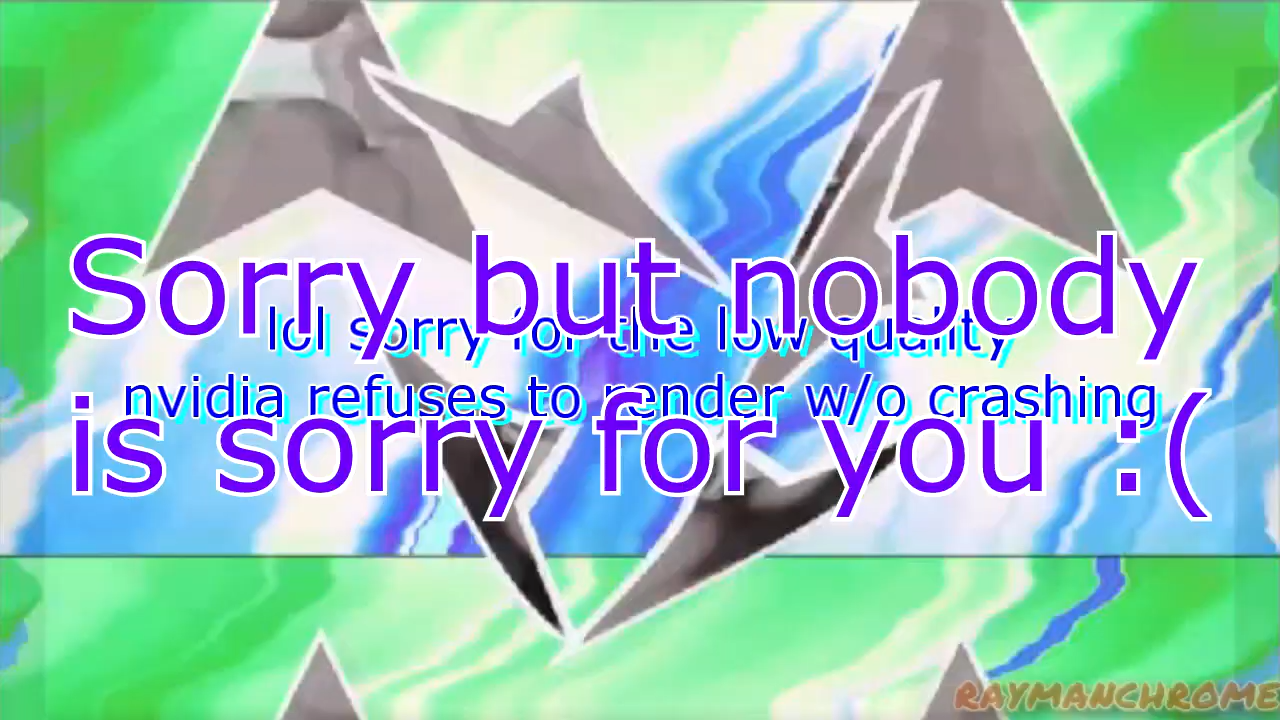 Sorry but nobody
lol sorry for the low quality
nvidia refuses to render w/o crashing
is sorry for you :(
RAYMANCHROME